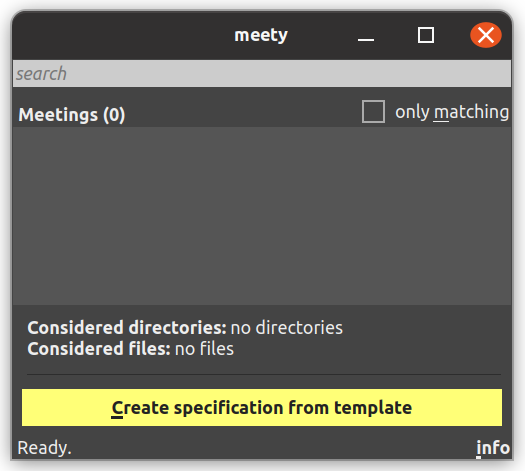 meety
search
Meetings (0) only matching
Considered directories: no directories
Considered files: no files
Create specification from template
Ready. info